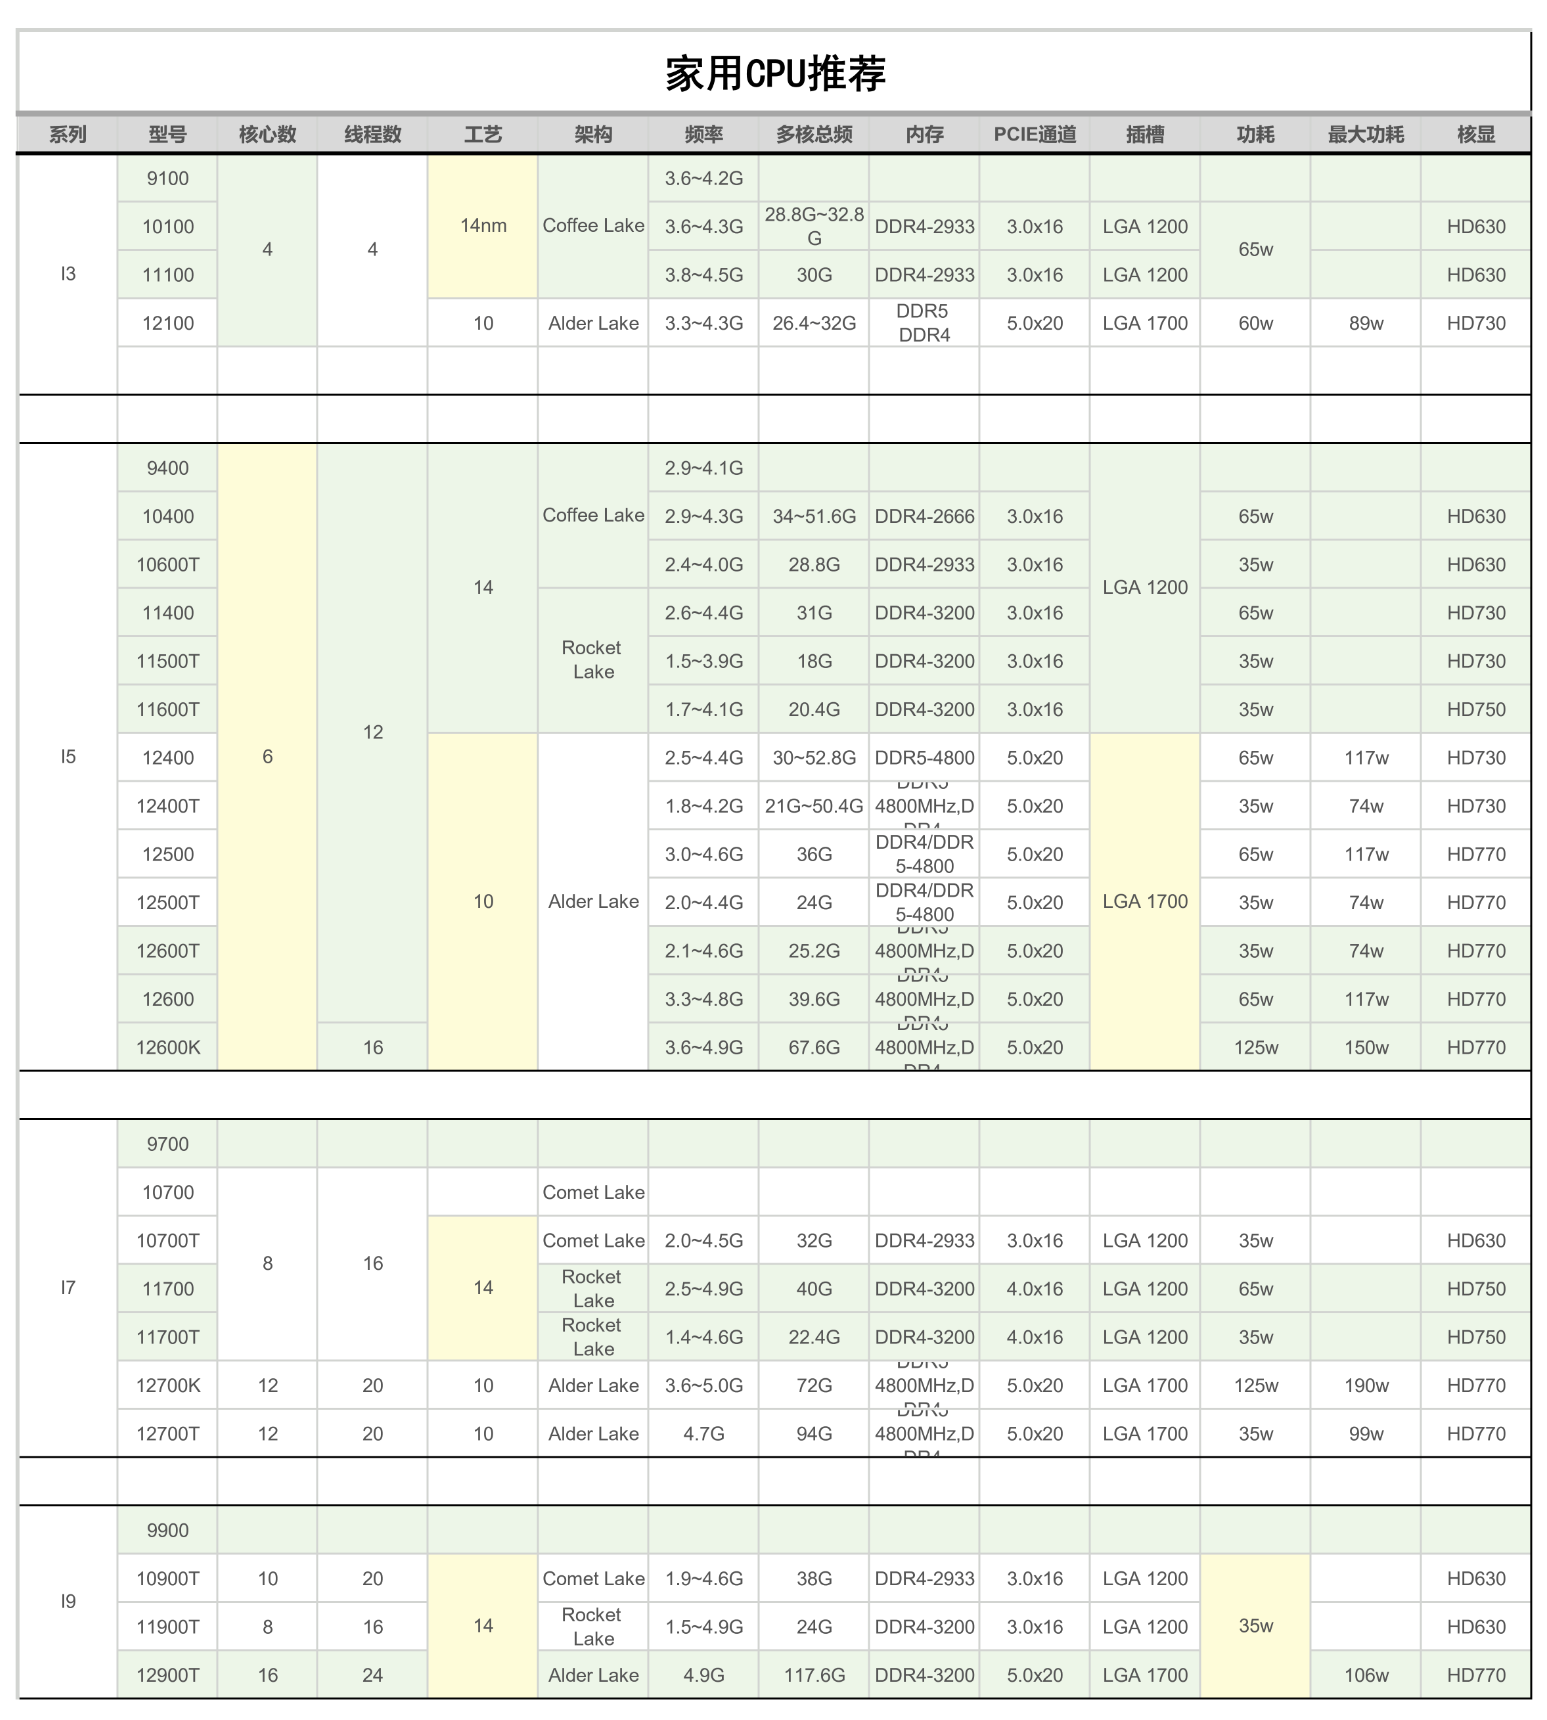 家用CPU推荐
系列 型号 核心数 线程数 工艺 架构 频率 多核总频 内存 PCIE通道 插槽 功耗 最大功耗 核显
I3 9100 4 4 14nm Coffee Lake 3.6~4.2G
10100 3.6~4.3G 28.8G~32.8G DDR4-2933 3.0x16 LGA 1200 65w HD630
11100 3.8~4.5G 30G DDR4-2933 3.0x16 LGA 1200 HD630
12100 10 Alder Lake 3.3~4.3G 26.4~32G DDR5 DDR4 5.0x20 LGA 1700 60w 89w HD730
I5 9400 6 12 14 Coffee Lake 2.9~4.1G LGA 1200
10400 2.9~4.3G 34~51.6G DDR4-2666 3.0x16 65w HD630
10600T 2.4~4.0G 28.8G DDR4-2933 3.0x16 35w HD630
11400 Rocket Lake 2.6~4.4G 31G DDR4-3200 3.0x16 65w HD730
11500T 1.5~3.9G 18G DDR4-3200 3.0x16 35w HD730
11600T 1.7~4.1G 20.4G DDR4-3200 3.0x16 35w HD750
12400 10 Alder Lake 2.5~4.4G 30~52.8G DDR5-4800 5.0x20 LGA 1700 65w 117w HD730
12400T 1.8~4.2G 21G~50.4G DDR5 4800MHz,DDR4 5.0x20 35w 74w HD730
12500 3.0~4.6G 36G DDR4/DDR5-4800 5.0x20 65w 117w HD770
12500T 2.0~4.4G 24G DDR4/DDR5-4800 5.0x20 35w 74w HD770
12600T 2.1~4.6G 25.2G DDR5 4800MHz,DDR4 5.0x20 35w 74w HD770
12600 3.3~4.8G 39.6G DDR5 4800MHz,DDR4 5.0x20 65w 117w HD770
12600K 16 3.6~4.9G 67.6G DDR5 4800MHz,DDR4 5.0x20 125w 150w HD770
I7 9700
10700 8 16 Comet Lake
10700T 14 Comet Lake 2.0~4.5G 32G DDR4-2933 3.0x16 LGA 1200 35w HD630
11700 Rocket Lake 2.5~4.9G 40G DDR4-3200 4.0x16 LGA 1200 65w HD750
11700T Rocket Lake 1.4~4.6G 22.4G DDR4-3200 4.0x16 LGA 1200 35w HD750
12700K 12 20 10 Alder Lake 3.6~5.0G 72G DDR5 4800MHz,DDR4 5.0x20 LGA 1700 125w 190w HD770
12700T 12 20 10 Alder Lake 4.7G 94G DDR5 4800MHz,DDR4 5.0x20 LGA 1700 35w 99w HD770
I9 9900
10900T 10 20 14 Comet Lake 1.9~4.6G 38G DDR4-2933 3.0x16 LGA 1200 35w HD630
11900T 8 16 Rocket Lake 1.5~4.9G 24G DDR4-3200 3.0x16 LGA 1200 HD630
12900T 16 24 Alder Lake 4.9G 117.6G DDR4-3200 5.0x20 LGA 1700 106w HD770